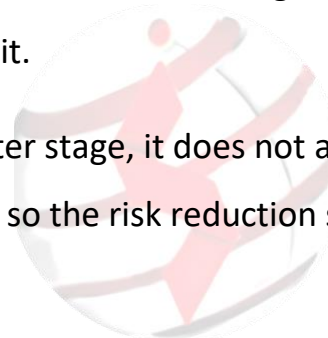 it.
ter stage, it does not a
so the risk reduction s